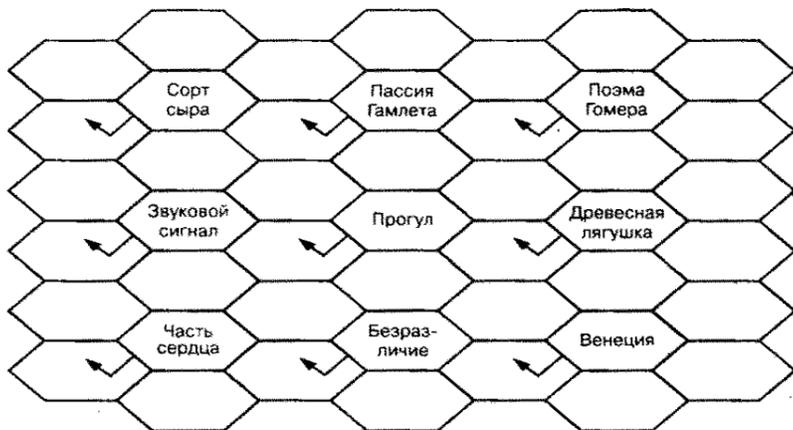 Сорт
сыра
Пассия
Гамлета
Поэма
Гомера
Звуковой
сигнал
Прогул
Древесная
лягушка
Часть
сердца
Безраз-
личие
Венеция